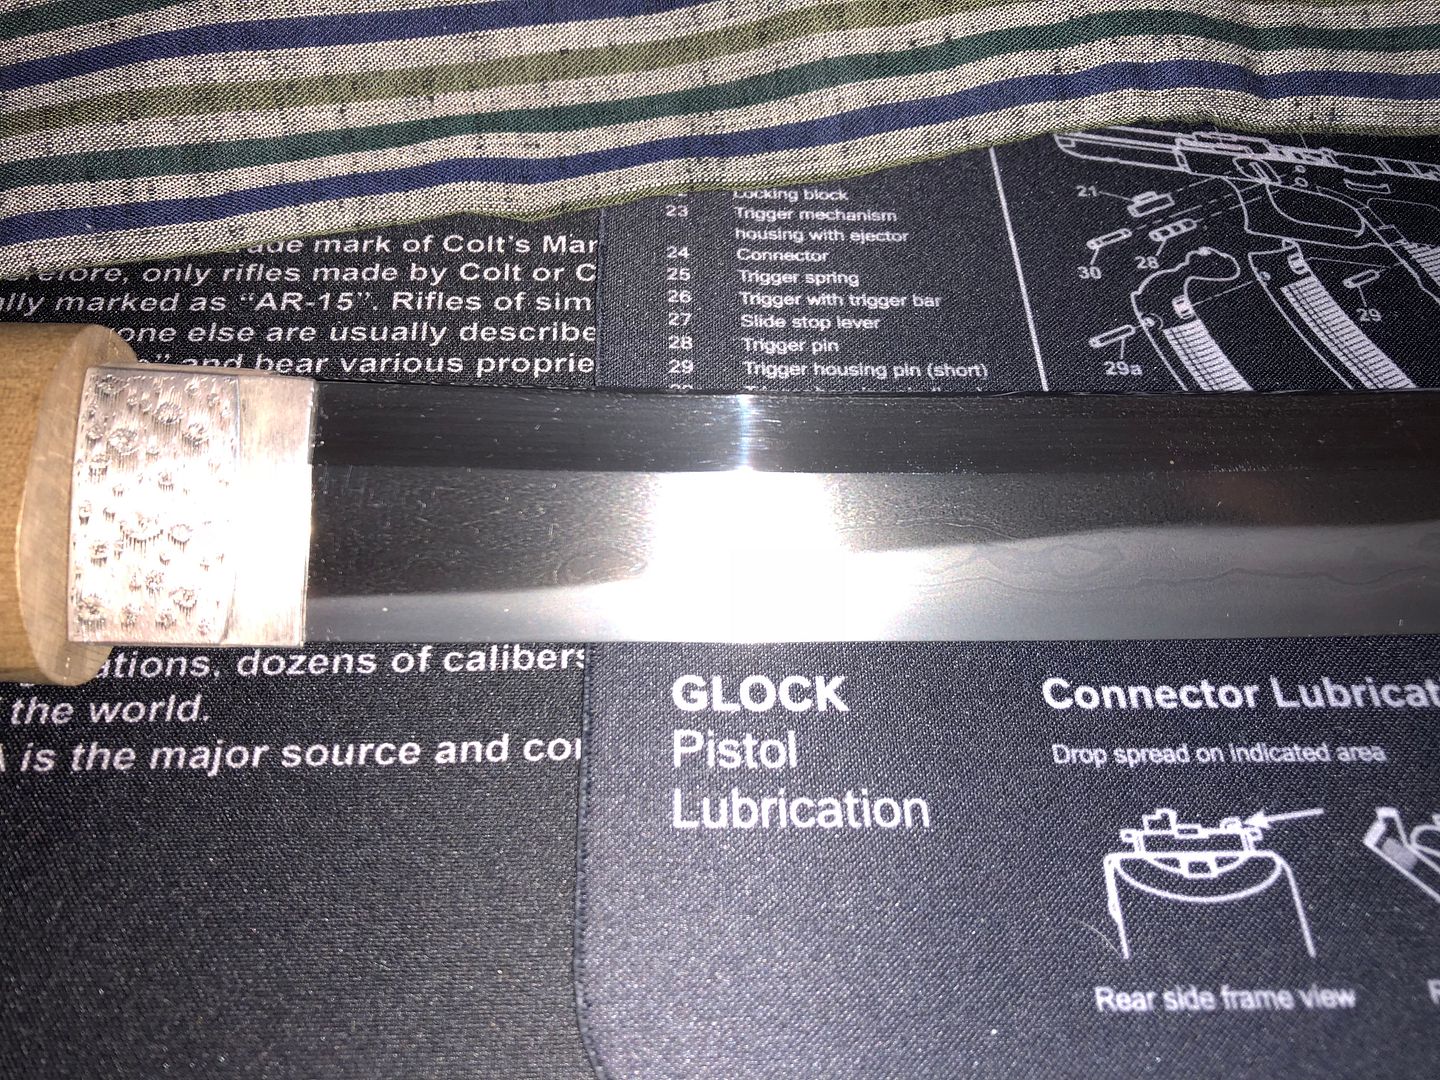 ade mark of Colt's Mar
refore, only rifles made by Colt or C
ally marked as "AR-15". Rifles of sim
one else are usually describe
" and bear various proprie
ations, dozens of calibers
the world.
A is the major source and cor
Locking block
23 Trigger mechanism
housing with ejector
24 Connector
25 Trigger spring
26 Trigger with trigger bar
27 Slide stop lever
28 Trigger pin
29 Trigger housing pin (short)
21
30
28
29
29a
GLOCK
Pistol
Lubrication
Connector Lubricat
Drop spread on indicated area
Rear side frame view